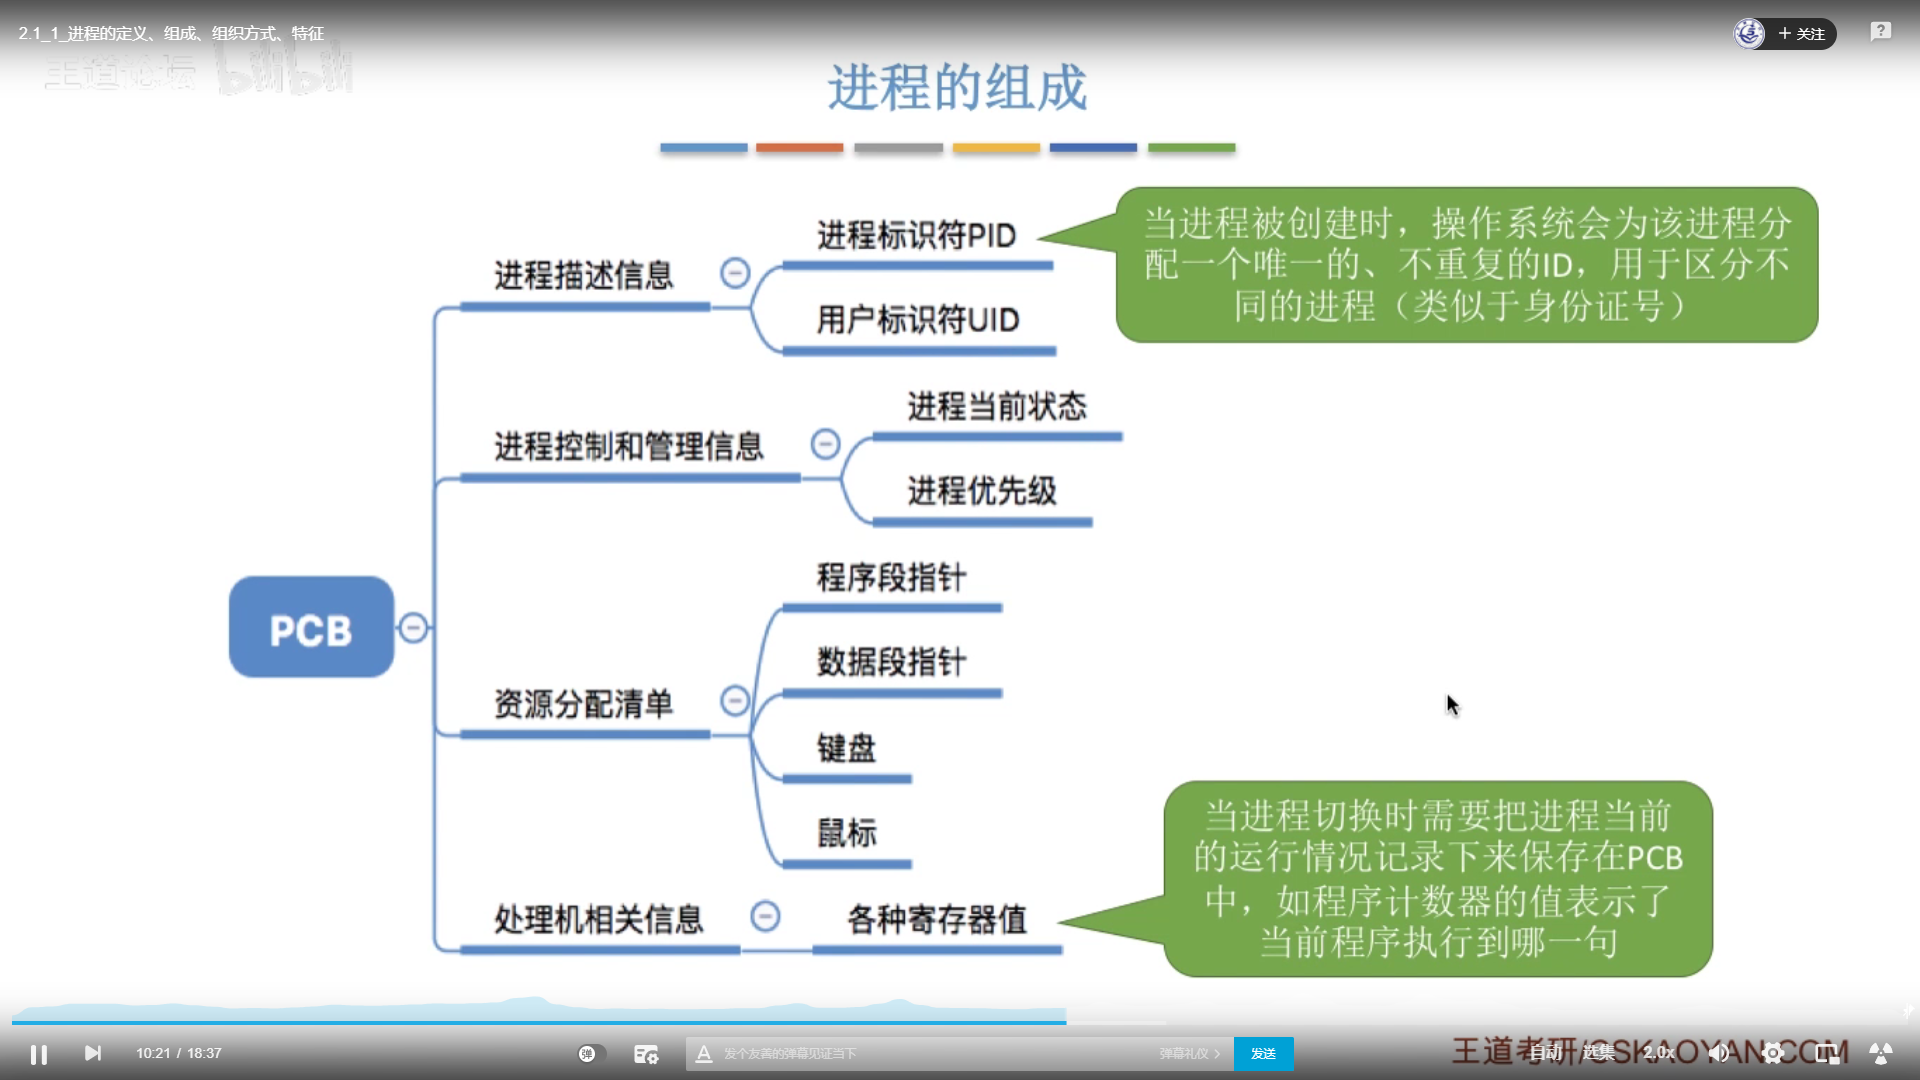 2.1_1_进程的定义、组成、组织方式、特征
+ 关注
王道论坛 bilibili
进程的组成
进程标识符PID
当进程被创建时，操作系统会为该进程分
配一个唯一的、不重复的ID，用于区分不
同的进程（类似于身份证号）
进程描述信息
用户标识符UID
进程当前状态
进程控制和管理信息
进程优先级
程序段指针
PCB
数据段指针
资源分配清单
键盘
鼠标
当进程切换时需要把进程当前
的运行情况记录下来保存在PCB
中，如程序计数器的值表示了
当前程序执行到哪一句
处理机相关信息
各种寄存器值
10:21 / 18:37
弹
发个友善的弹幕见证当下
弹幕礼仪 >
发送
王道考研/CSKAOYAN.COM
自动
选集
2.0x